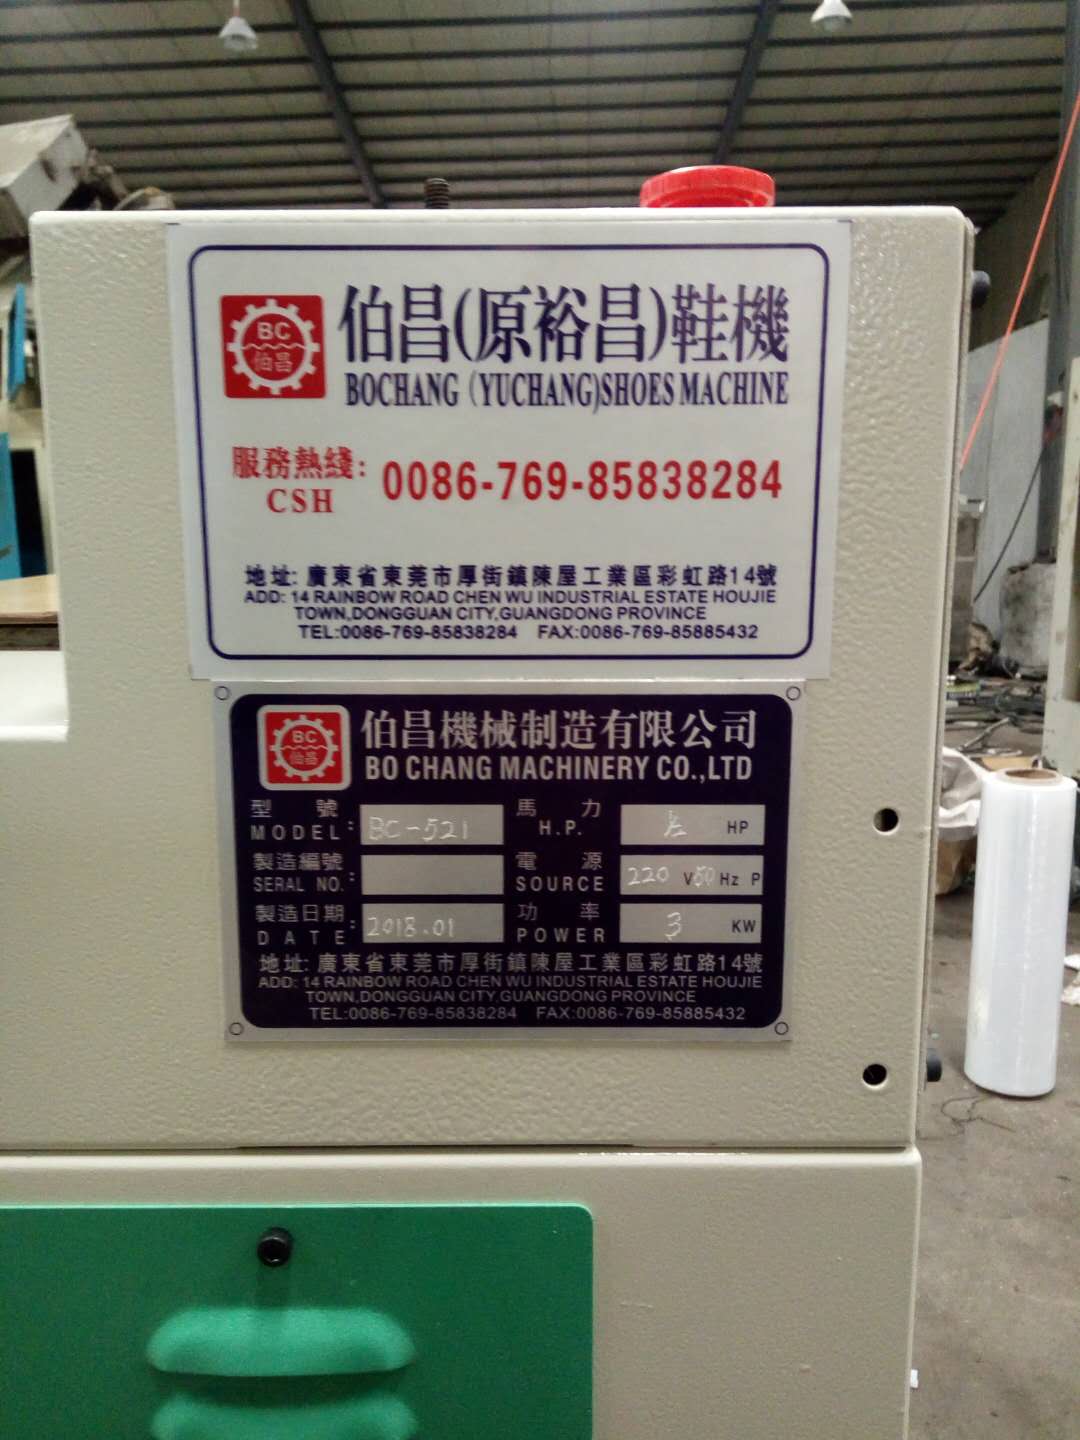 BC
伯昌
伯昌(原裕昌)鞋機
BOCHANG (YUCHANG)SHOES MACHINE
服務熱綫:
CSH
0086-769-85838284
地址: 廣東省東莞市厚街鎮陳屋工業區彩虹路14號
ADD: 14 RAINBOW ROAD CHEN WU INDUSTRIAL ESTATE HOUJIE
TOWN,DONGGUAN CITY,GUANGDONG PROVINCE
TEL:0086-769-85838284 FAX:0086-769-85885432
BC
伯昌
伯昌機械制造有限公司
BO CHANG MACHINERY CO.,LTD
型 號
MODEL: BC-521
馬 力
H.P. HP
製造編號
SERIAL NO. :
電 源
SOURCE 220 V 50 Hz P
製造日期
DATE : 2018.01
功 率
POWER 3 KW
地址: 廣東省東莞市厚街鎮陳屋工業區彩虹路14號
ADD: 14 RAINBOW ROAD CHEN WU INDUSTRIAL ESTATE HOUJIE
TOWN,DONGGUAN CITY,GUANGDONG PROVINCE
TEL:0086-769-85838284 FAX:0086-769-85885432